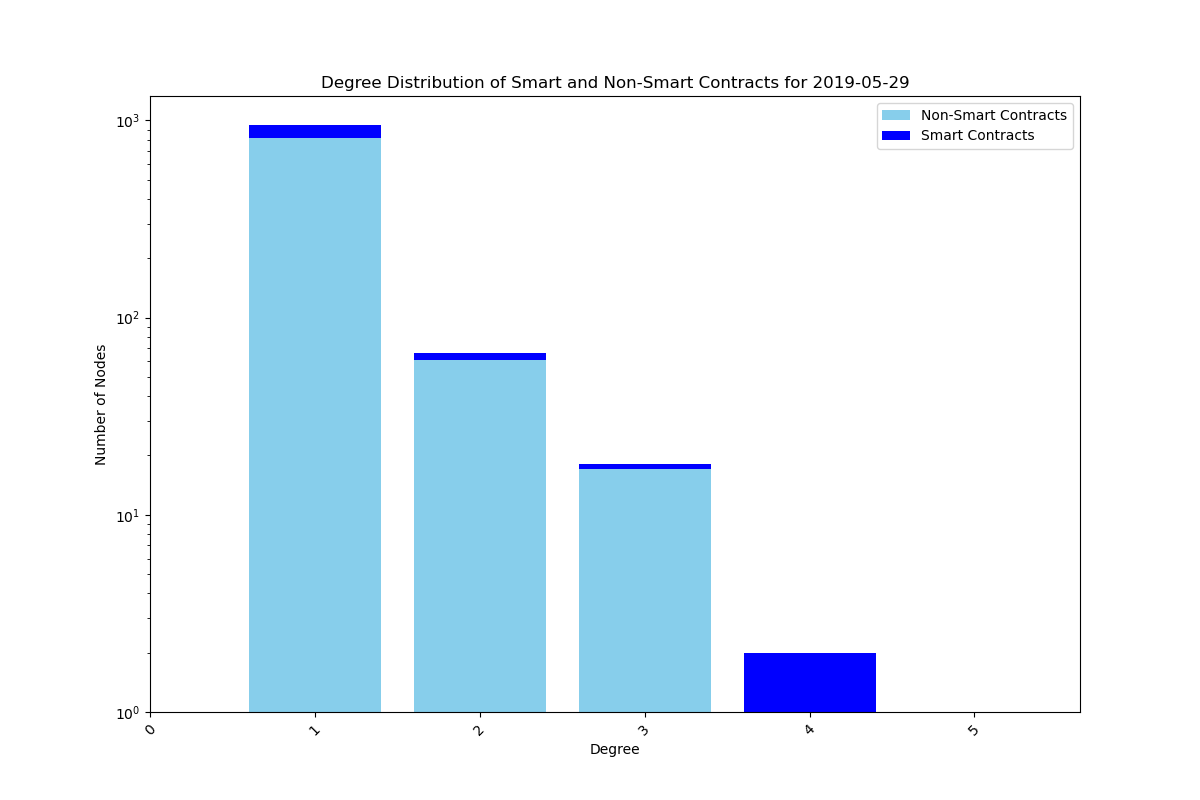 Degree Distribution of Smart and Non-Smart Contracts for 2019-05-29
Non-Smart Contracts
Smart Contracts
Number of Nodes
10³
10²
10¹
10⁰
0 1 2 3 4 5
Degree